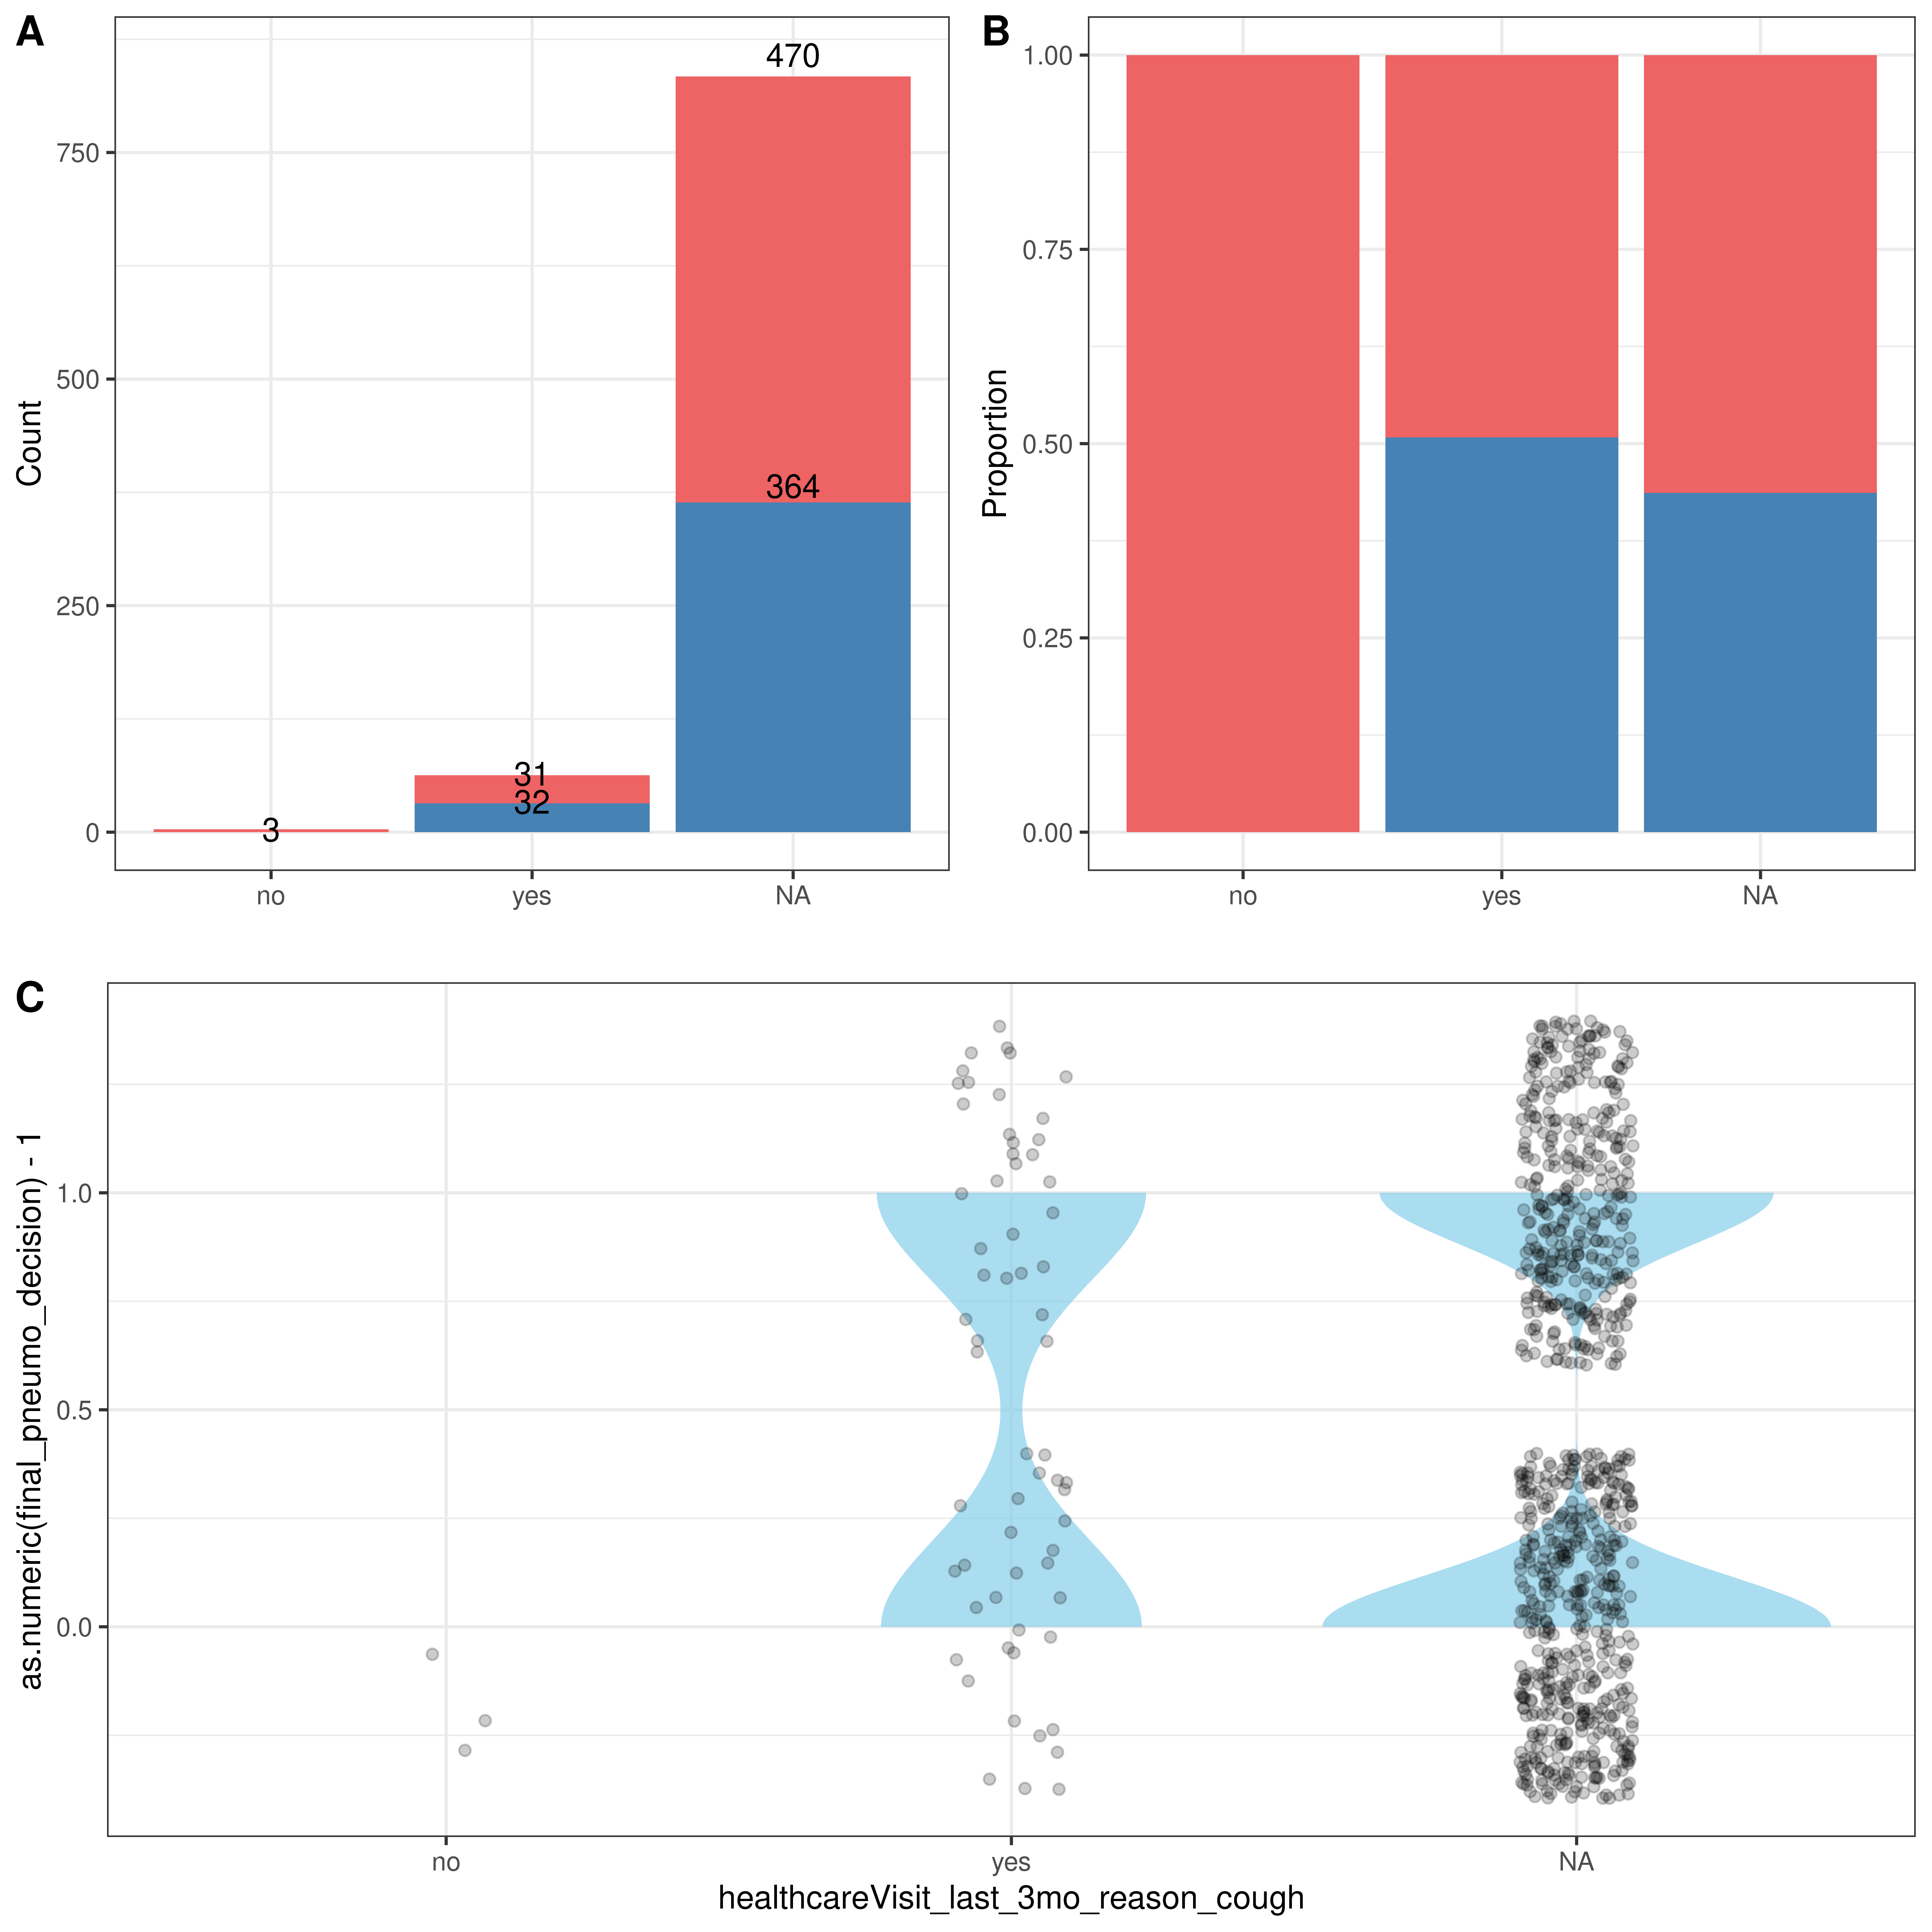 A
Count
750
500
250
0
470
364
31
32
3
no yes NA
B
Proportion
1.00
0.75
0.50
0.25
0.00
no yes NA
C
as.numeric(final_pneumo_decision) - 1
1.0
0.5
0.0
no yes NA
healthcareVisit_last_3mo_reason_cough